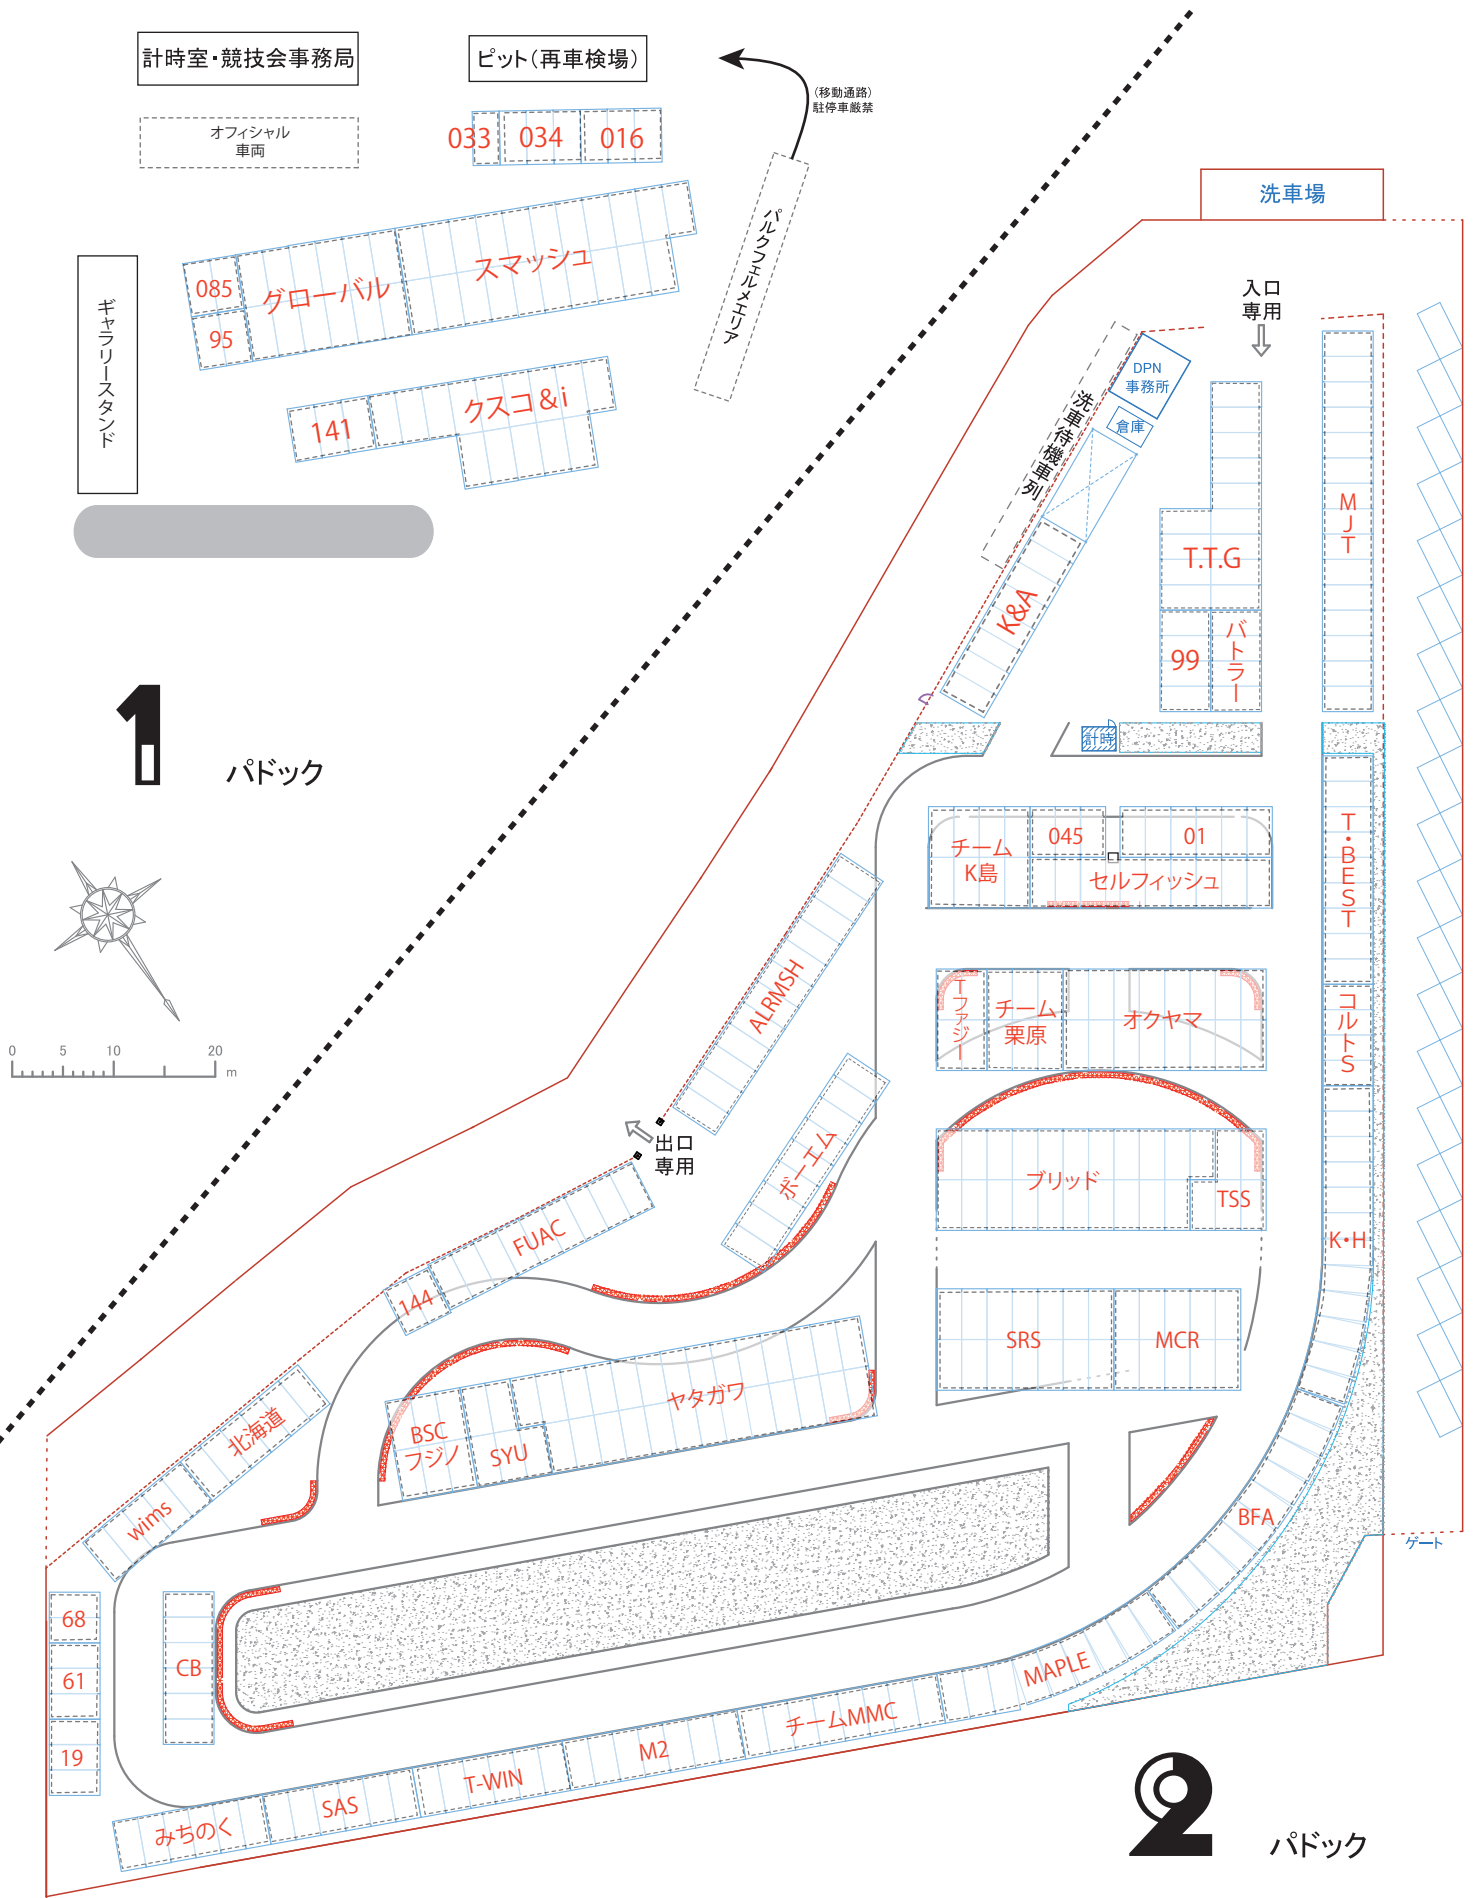 計時室・競技会事務局
ピット(再車検場)
(移動通路)
駐停車厳禁
オフィシャル
車両
033
034
016
パルクフェルメエリア
スマッシュ
グローバル
085
95
ギャラリースタンド
クスコ&i
141
1
パドック
0
5
10
20
m
洗車場
入口
専用
DPN
事務所
倉庫
洗車待機車列
K&A
T.T.G
MJT
99
バトラー
計時
チーム
K島
045
01
セルフィッシュ
T・BEST
コルトS
Tファジー
チーム
栗原
オクヤマ
ALRMSH
ボーエム
出口
専用
ブリッド
TSS
K・H
FUAC
144
SRS
MCR
ヤタガワ
BSC
フジノ
SYU
北海道
wims
BFA
ゲート
68
61
19
CB
MAPLE
チームMMC
M2
T-WIN
SAS
みちのく
2
パドック